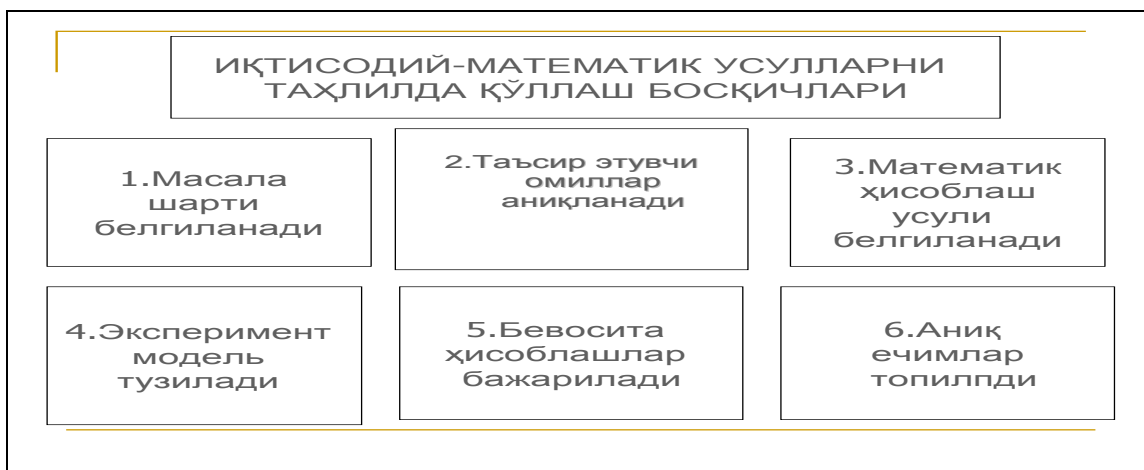 ИҚТИСОДИЙ-МАТЕМАТИК УСУЛЛАРНИ
ТАҲЛИЛДА ҚЎЛЛАШ БОСҚИЧЛАРИ
1.Масала
шарти
белгиланади
2.Таъсир этувчи
омиллар
аниқланади
3.Математик
ҳисоблаш
усули
белгиланади
4.Эксперимент
модель
тузилади
5.Бевосита
ҳисоблашлар
бажарилади
6.Аниқ
ечимлар
топилпди